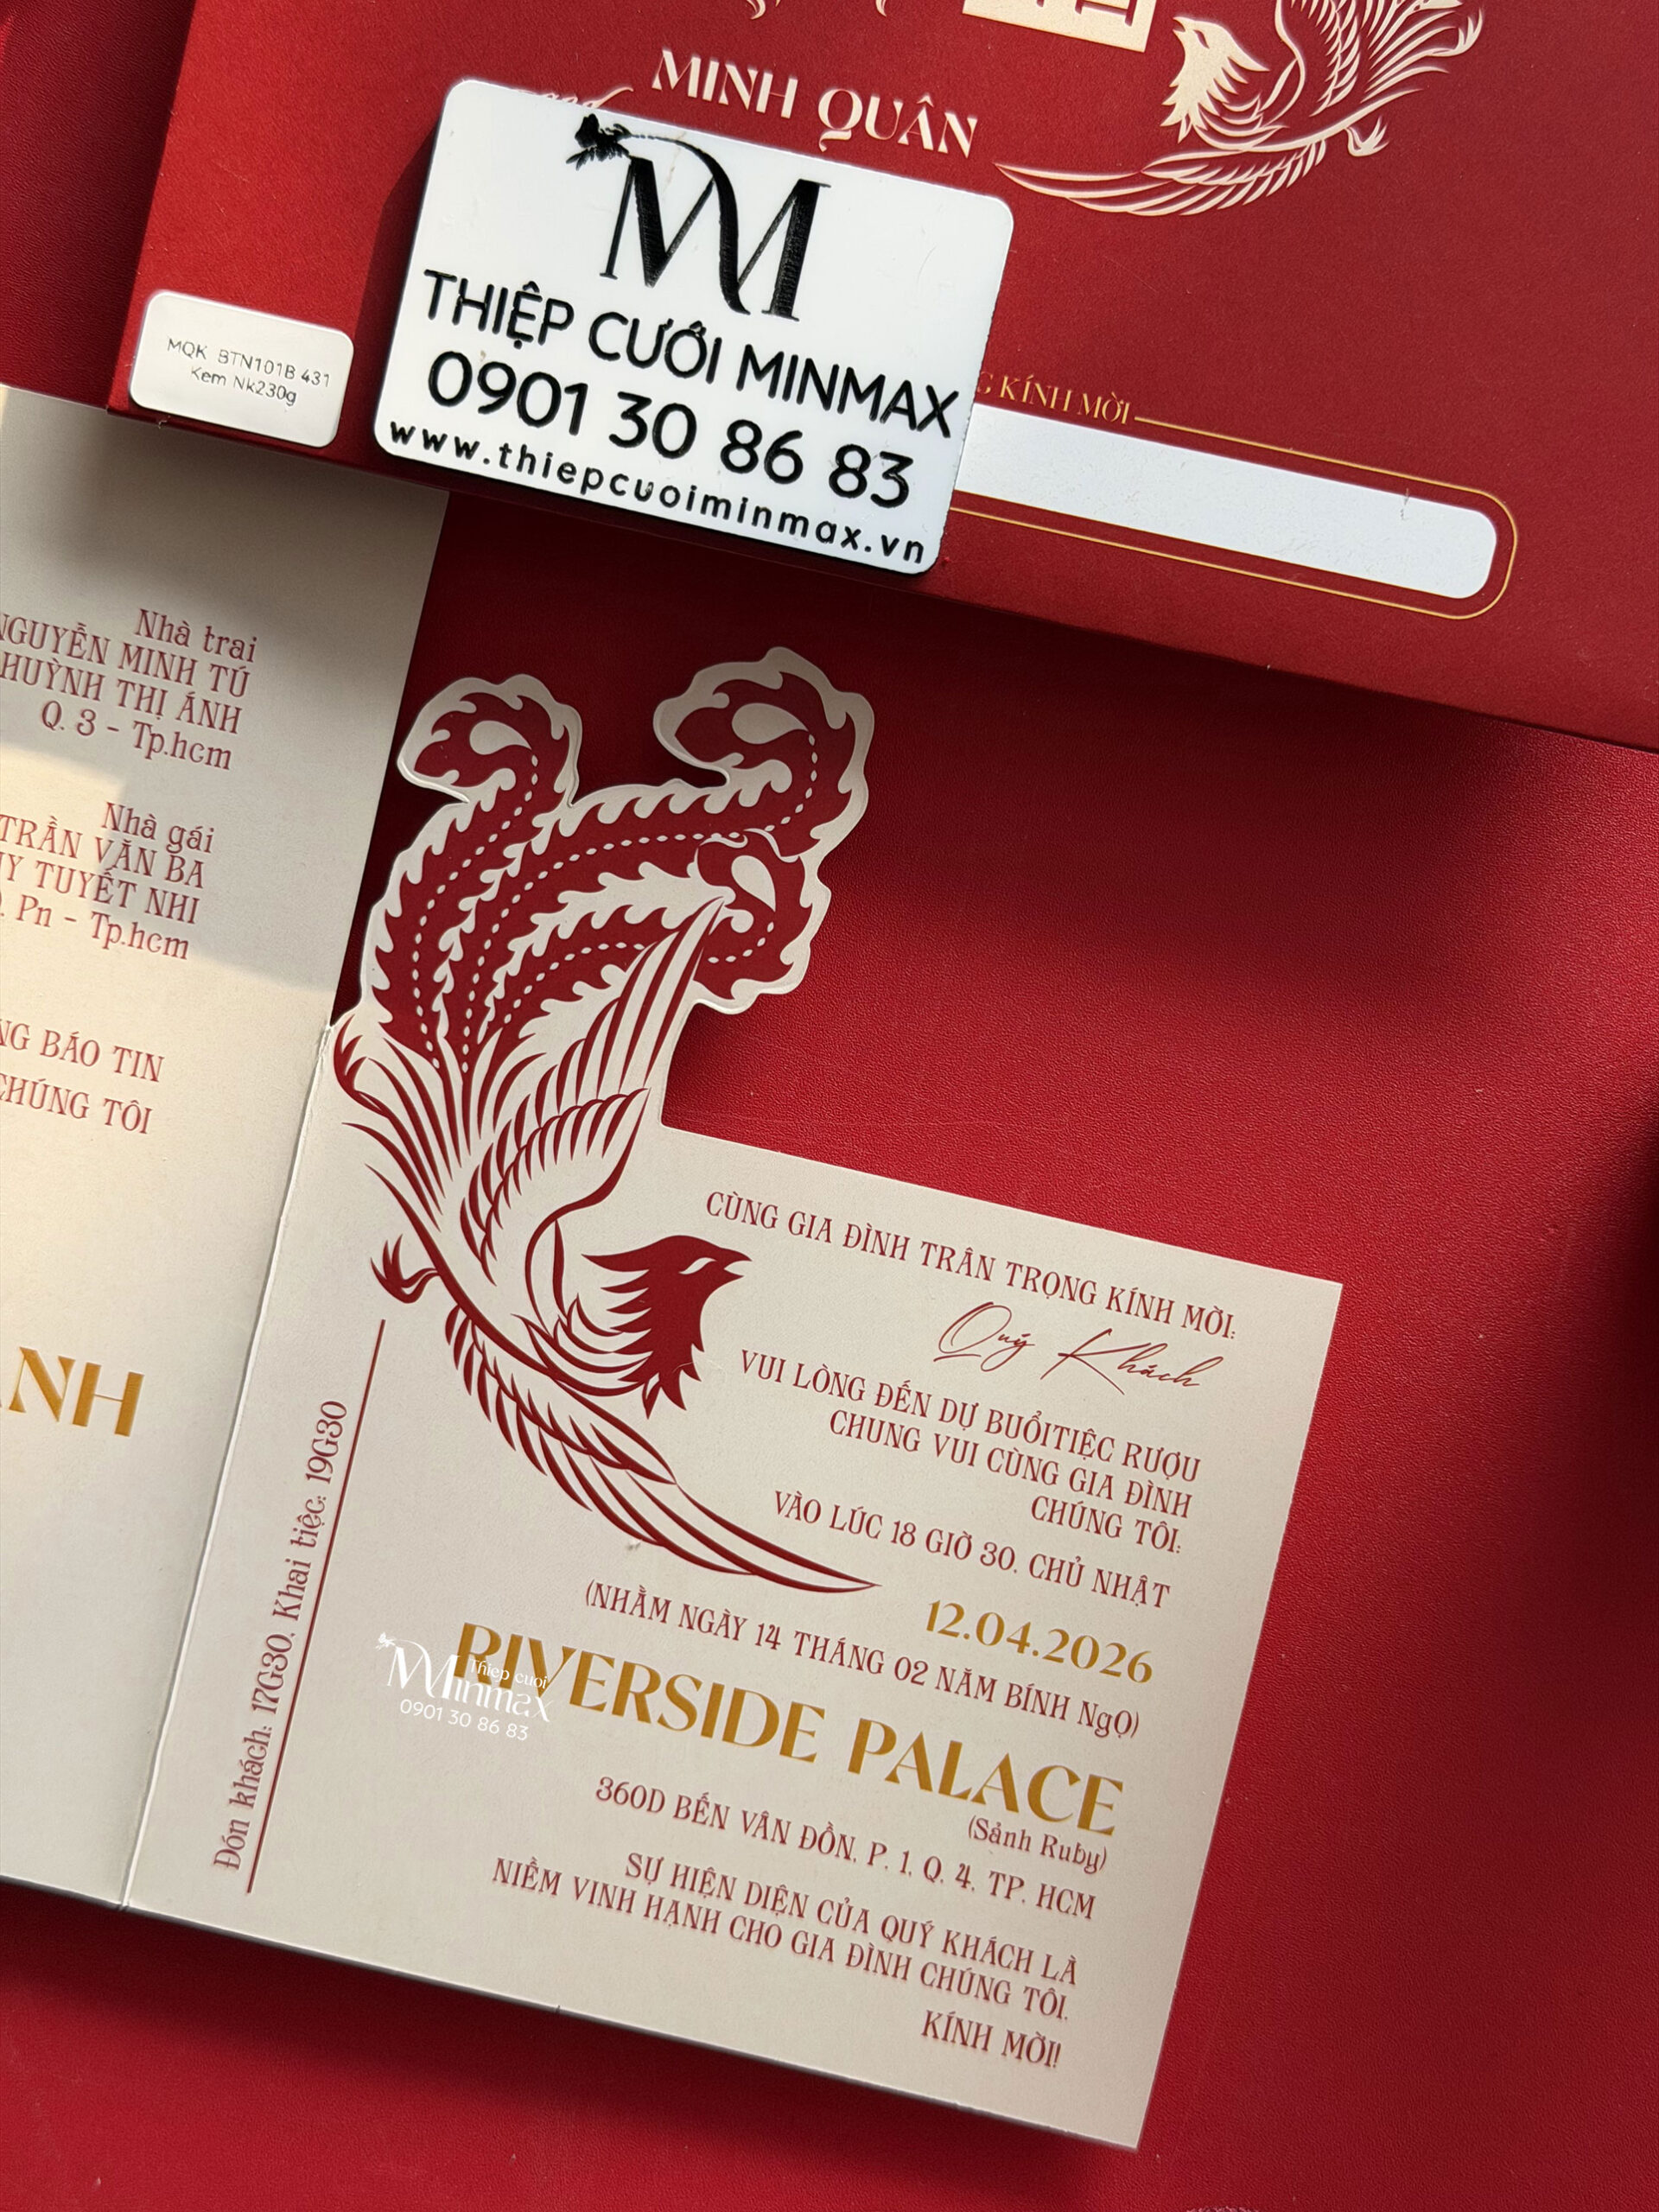 MINH QUÂN
THIỆP CƯỚI MINMAX
0901 30 86 83
www.thiepcuoiminmax.vn
MQK BTN101B 431
Kem Nk230g
KÍNH MỜI
Nhà trai
NGUYỄN MINH TÚ
HUỲNH THỊ ÁNH
Q. 3 - Tp.hcm
Nhà gái
TRẦN VĂN BA
TUYẾT NHI
Pn - Tp.hcm
BÁO TIN
CHÚNG TÔI
CÙNG GIA ĐÌNH TRÂN TRỌNG KÍNH MỜI:
Quý Khách
VUI LÒNG ĐẾN DỰ BUỔITIỆC RƯỢU
CHUNG VUI CÙNG GIA ĐÌNH
CHÚNG TÔI:
VÀO LÚC 18 GIỜ 30. CHỦ NHẬT
12.04.2026
(NHẰM NGÀY 14 THÁNG 02 NĂM BÍNH NgỌ)
RIVERSIDE PALACE
(Sảnh Ruby)
360D BẾN VÂN ĐỒN, P. 1, Q. 4, TP. HCM
SỰ HIỆN DIỆN CỦA QUÝ KHÁCH LÀ
NIỀM VINH HẠNH CHO GIA ĐÌNH CHÚNG TÔI.
KÍNH MỜI!
Đón khách: 17G30, Khai tiệc: 19G30
Thiep cuoi
Minmax
0901 30 86 83